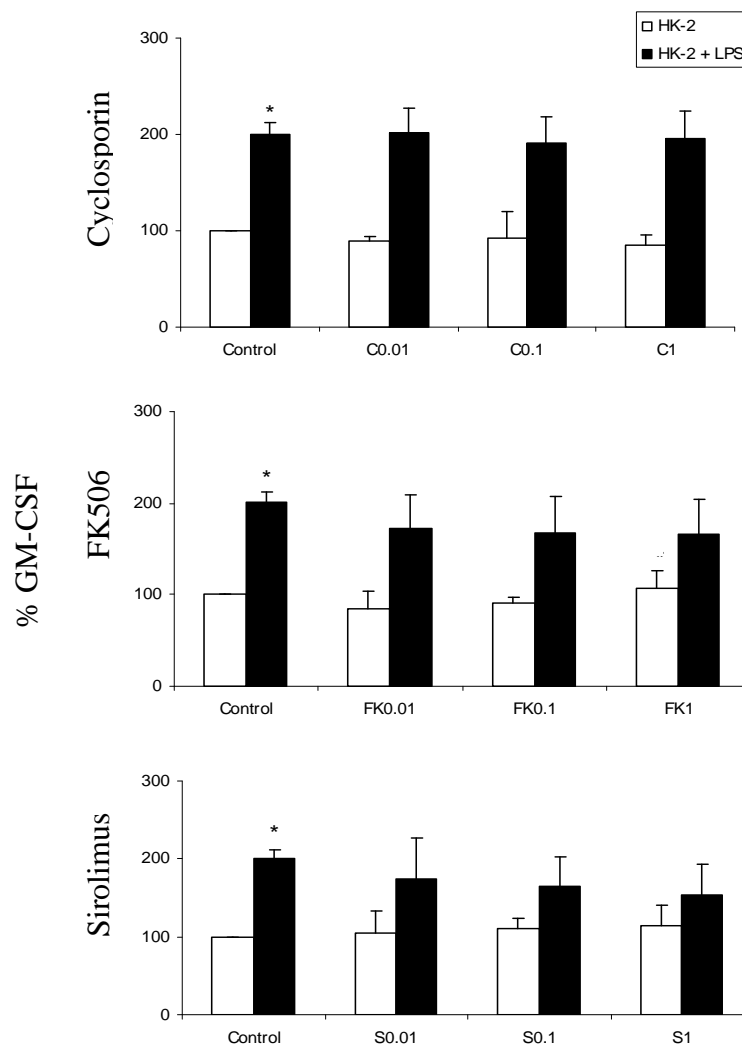 HK-2
HK-2 + LPS
% GM-CSF
Cyclosporin
300
200
100
0
*
Control C0.01 C0.1 C1
FK506
300
200
100
0
*
Control FK0.01 FK0.1 FK1
Sirolimus
300
200
100
0
*
Control S0.01 S0.1 S1